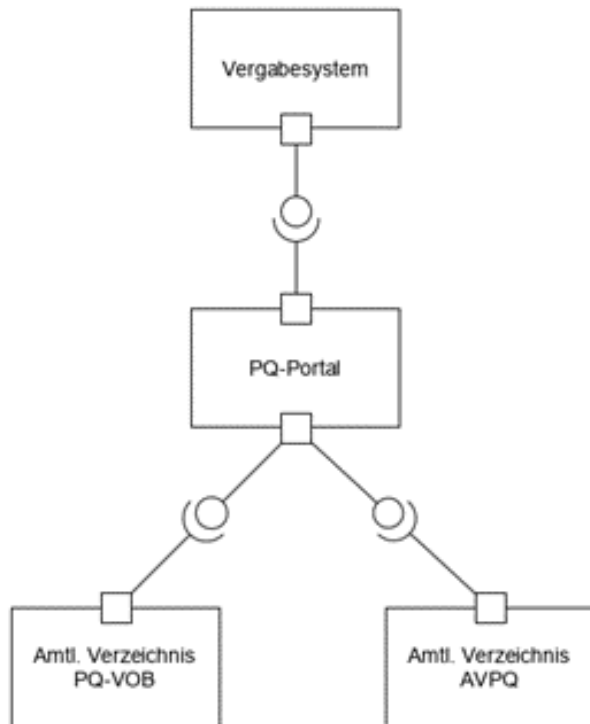 Vergabesystem
PQ-Portal
Amtl. Verzeichnis
PQ-VOB
Amtl. Verzeichnis
AVPQ